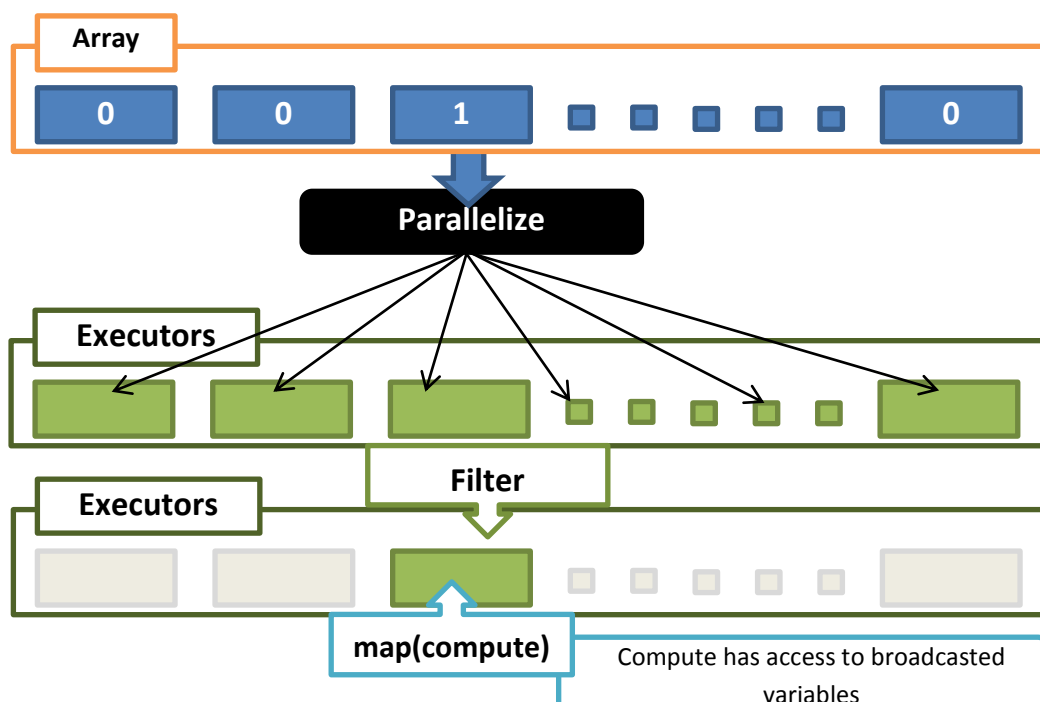 Array
0 0 1 0
Parallelize
Executors
Filter
Executors
map(compute)
Compute has access to broadcasted
variables